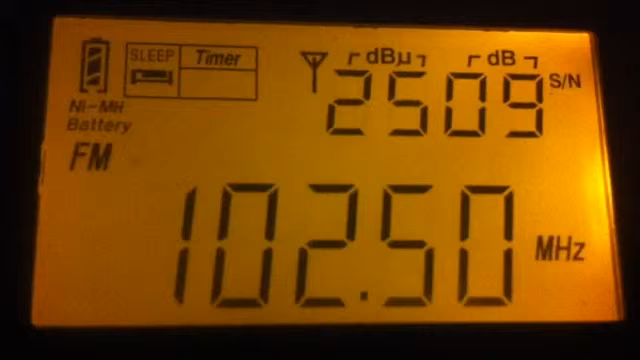 SLEEP Timer dBµ dB
2509 S/N
Ni-MH
Battery
FM
102.50 MHz